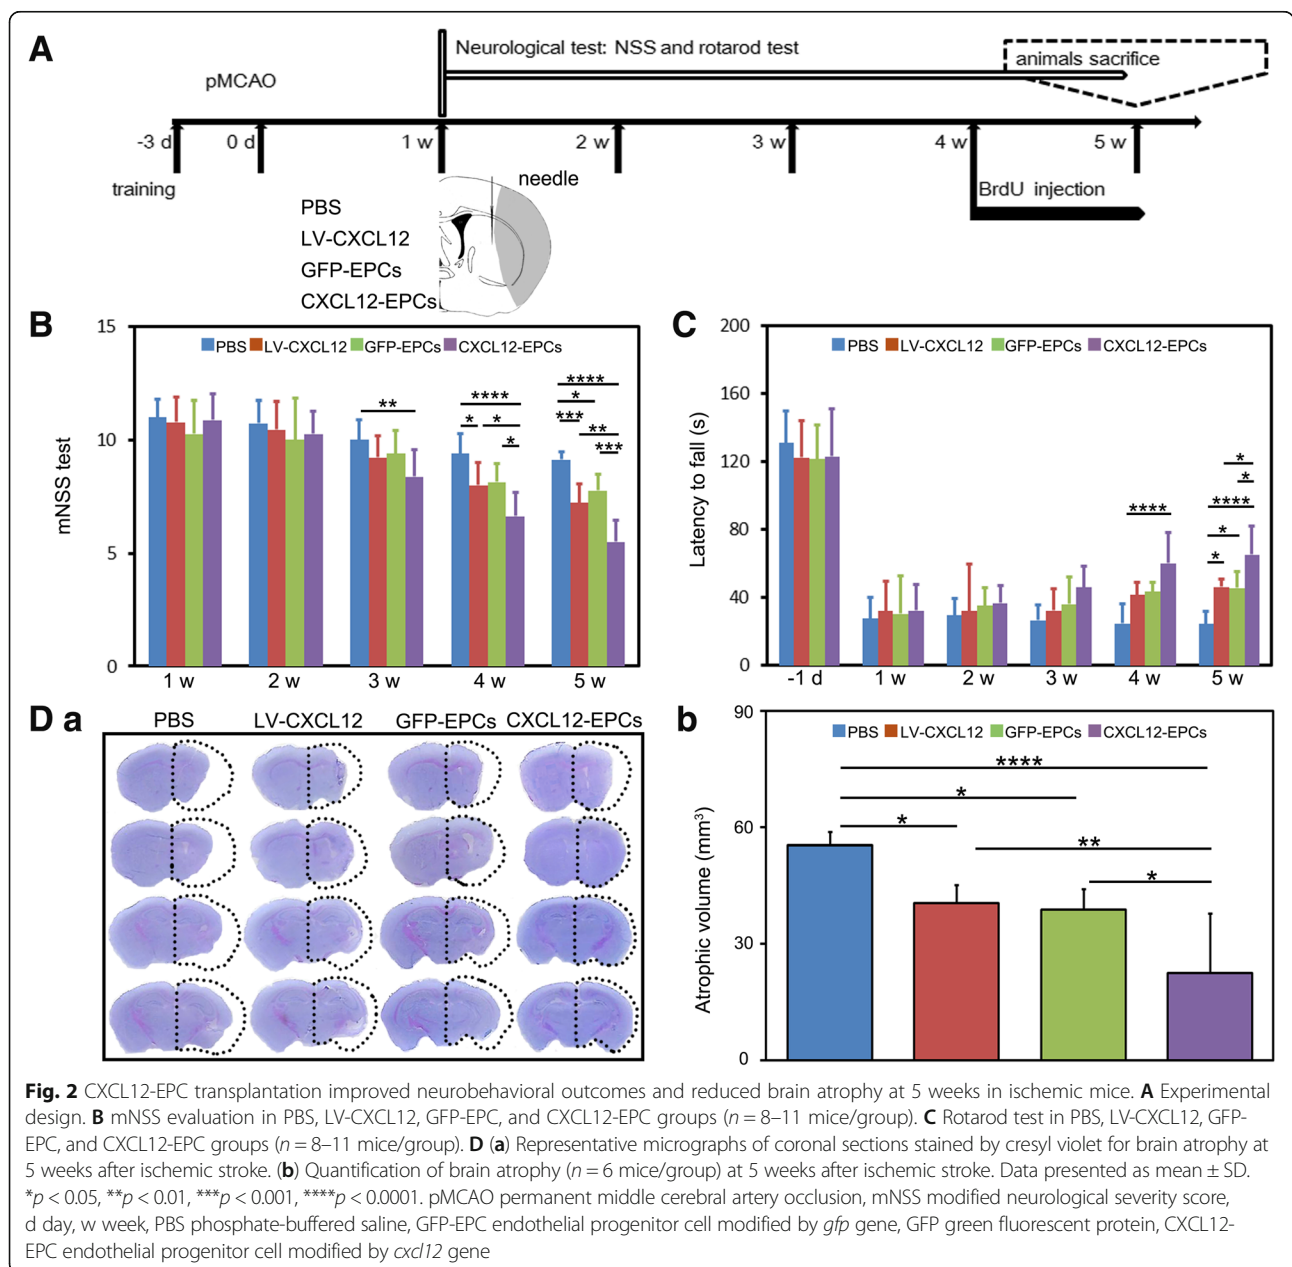 A
Neurological test: NSS and rotarod test
animals sacrifice
pMCAO
-3 d
0 d
1 w
2 w
3 w
4 w
5 w
training
BrdU injection
needle
PBS
LV-CXCL12
GFP-EPCs
CXCL12-EPCs
B
15
10
5
0
mNSS test
PBS LV-CXCL12 GFP-EPCs CXCL12-EPCs
**
****
*
*
*
****
*
***
**
***
1 w 2 w 3 w 4 w 5 w
C
200
160
120
80
40
0
Latency to fall (s)
PBS LV-CXCL12 GFP-EPCs CXCL12-EPCs
****
*
*
****
*
*
-1 d 1 w 2 w 3 w 4 w 5 w
D a
PBS LV-CXCL12 GFP-EPCs CXCL12-EPCs
b
90
60
30
0
Atrophic volume (mm³)
PBS LV-CXCL12 GFP-EPCs CXCL12-EPCs
****
*
*
**
*
Fig. 2 CXCL12-EPC transplantation improved neurobehavioral outcomes and reduced brain atrophy at 5 weeks in ischemic mice. A Experimental
design. B mNSS evaluation in PBS, LV-CXCL12, GFP-EPC, and CXCL12-EPC groups (n = 8–11 mice/group). C Rotarod test in PBS, LV-CXCL12, GFP-
EPC, and CXCL12-EPC groups (n = 8–11 mice/group). D (a) Representative micrographs of coronal sections stained by cresyl violet for brain atrophy at
5 weeks after ischemic stroke. (b) Quantification of brain atrophy (n = 6 mice/group) at 5 weeks after ischemic stroke. Data presented as mean ± SD.
*p < 0.05, **p < 0.01, ***p < 0.001, ****p < 0.0001. pMCAO permanent middle cerebral artery occlusion, mNSS modified neurological severity score,
d day, w week, PBS phosphate-buffered saline, GFP-EPC endothelial progenitor cell modified by gfp gene, GFP green fluorescent protein, CXCL12-
EPC endothelial progenitor cell modified by cxcl12 gene